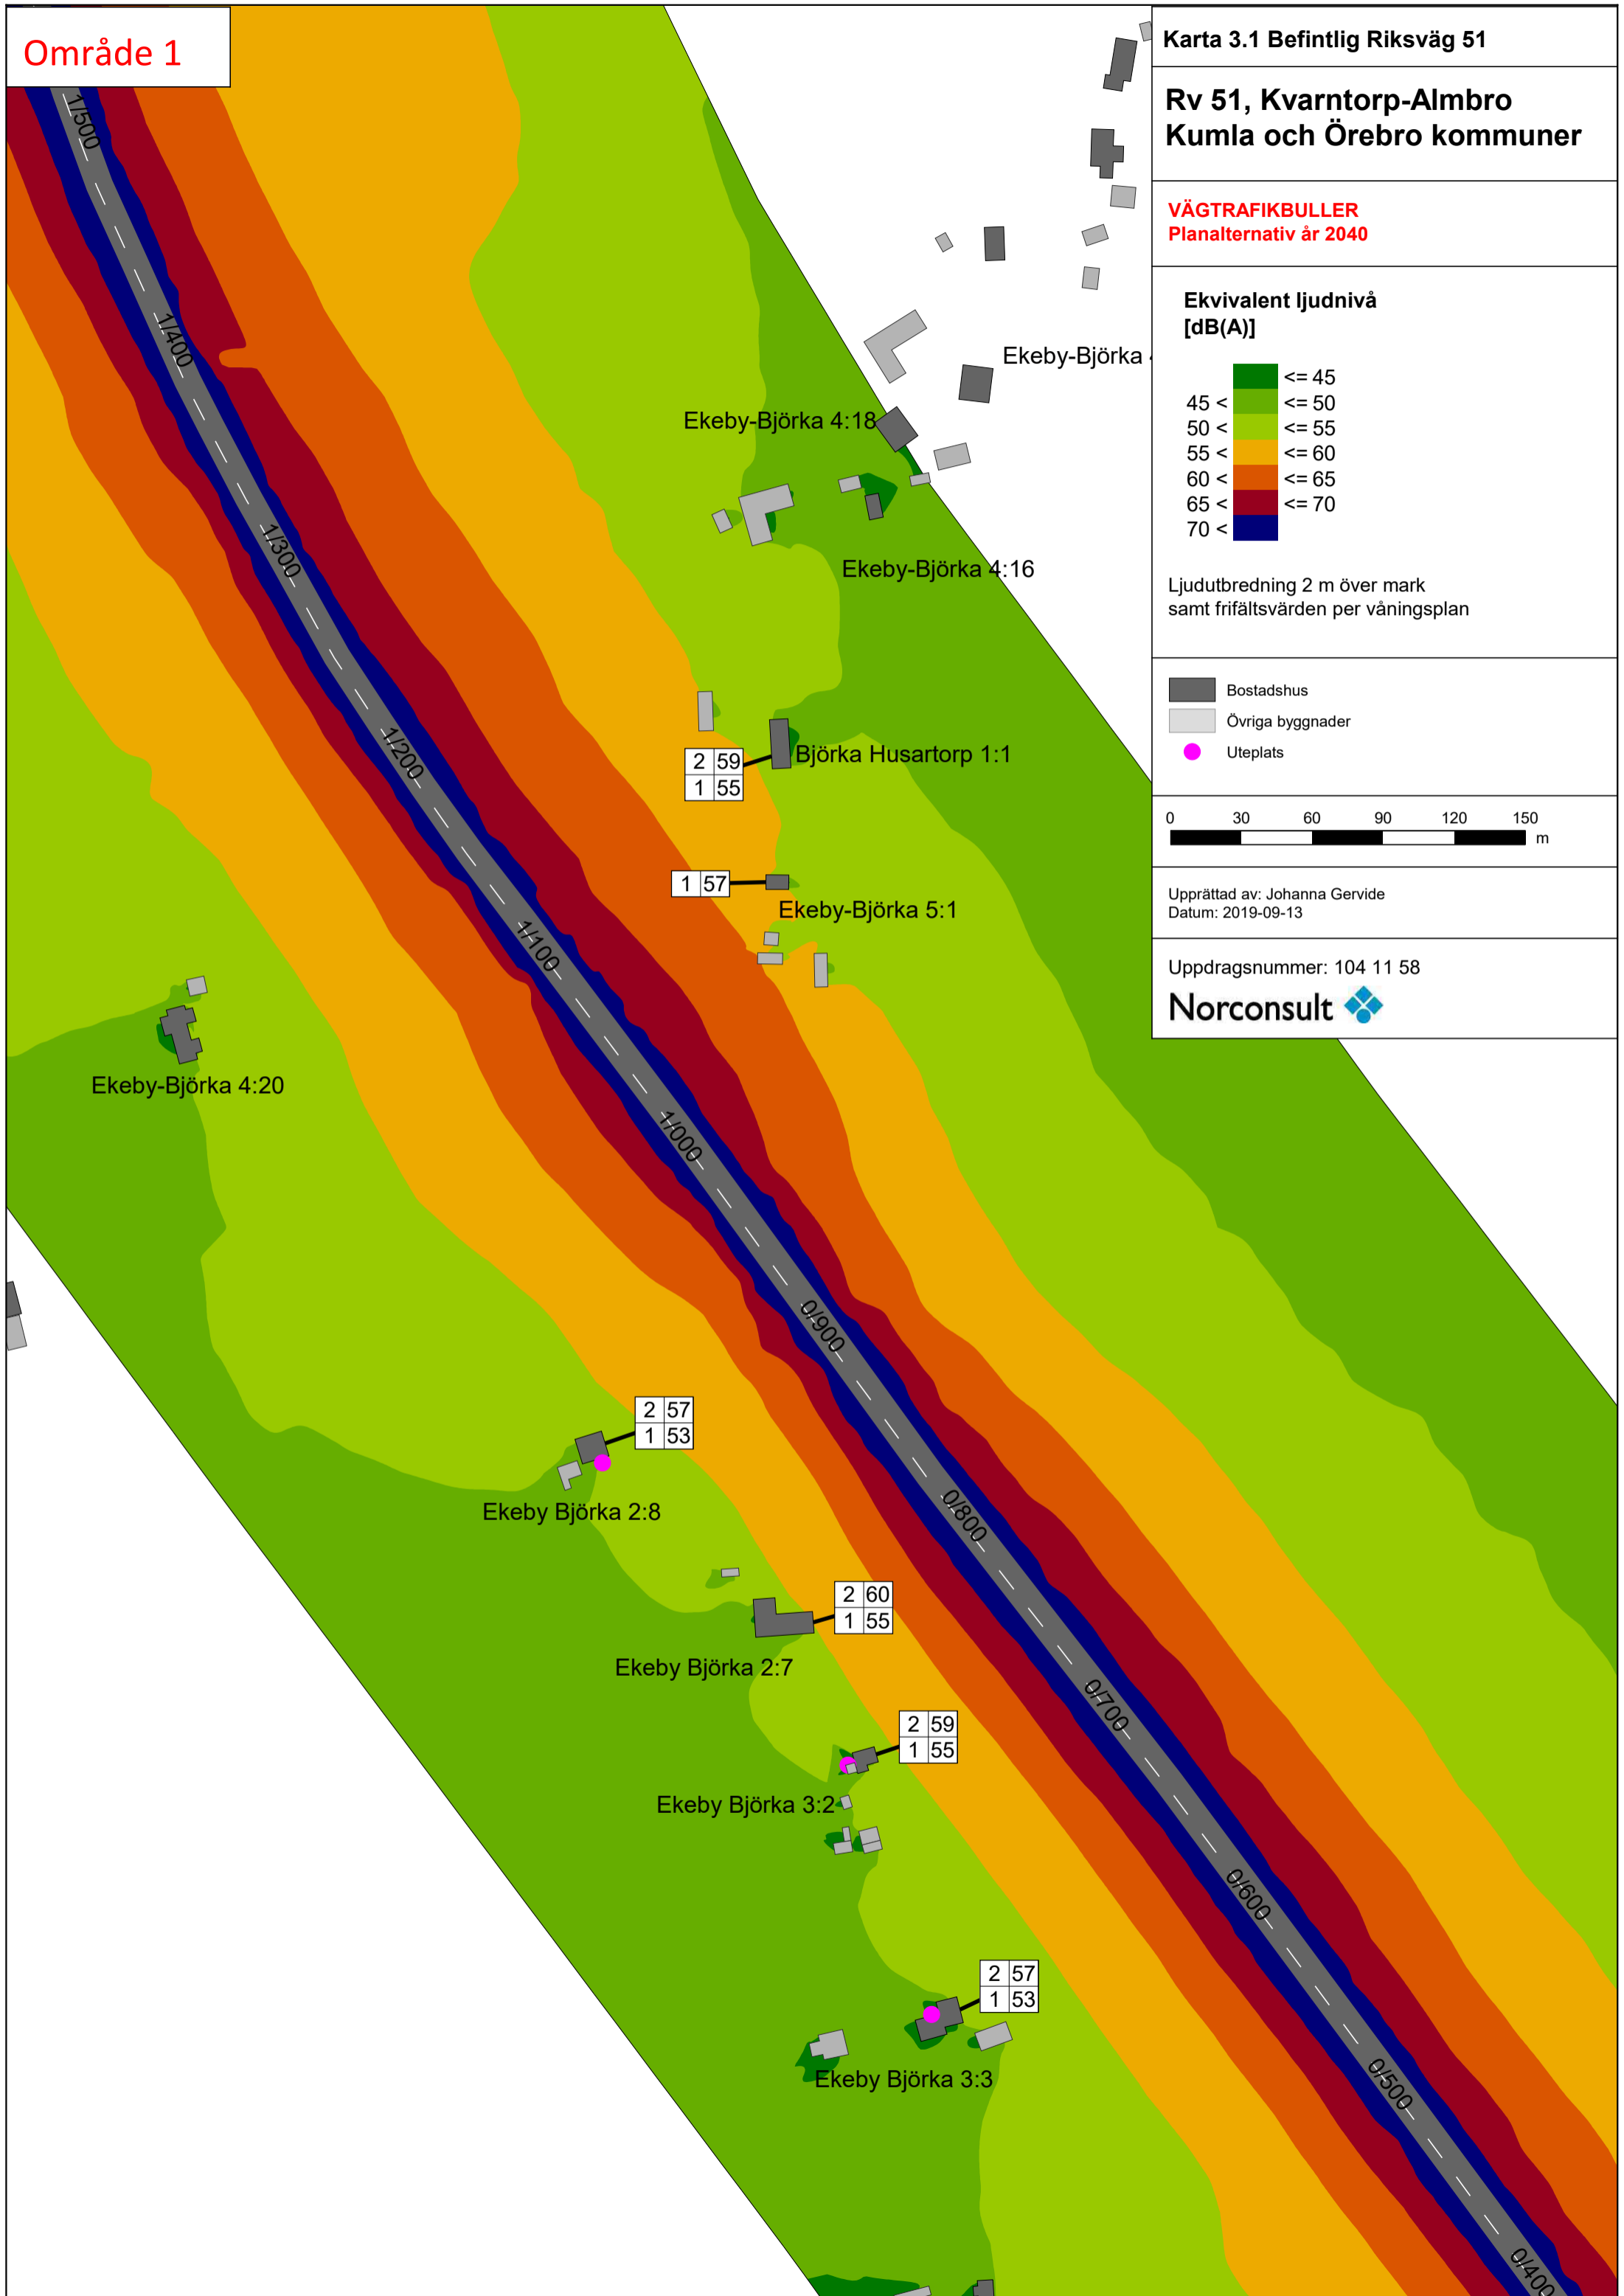 Område 1
Karta 3.1 Befintlig Riksväg 51
Rv 51, Kvarntorp-Almbro
Kumla och Örebro kommuner
VÄGTRAFIKBULLER
Planalternativ år 2040
Ekvivalent ljudnivå
[dB(A)]
<= 45
45 < <= 50
50 < <= 55
55 < <= 60
60 < <= 65
65 < <= 70
70 <
Ljudutbredning 2 m över mark
samt frifältsvärden per våningsplan
Bostadshus
Övriga byggnader
Uteplats
0 30 60 90 120 150
m
Upprättad av: Johanna Gervide
Datum: 2019-09-13
Uppdragsnummer: 104 11 58
Norconsult
1/500
1/400
Ekeby-Björka
Ekeby-Björka 4:18
1/300
Ekeby-Björka 4:16
1/200
Björka Husartorp 1:1
2 59
1 55
1 57
Ekeby-Björka 5:1
1/100
Ekeby-Björka 4:20
1/000
0/900
2 57
1 53
Ekeby Björka 2:8
0/800
2 60
1 55
Ekeby Björka 2:7
0/700
2 59
1 55
Ekeby Björka 3:2
0/600
2 57
1 53
Ekeby Björka 3:3
0/500
0/400